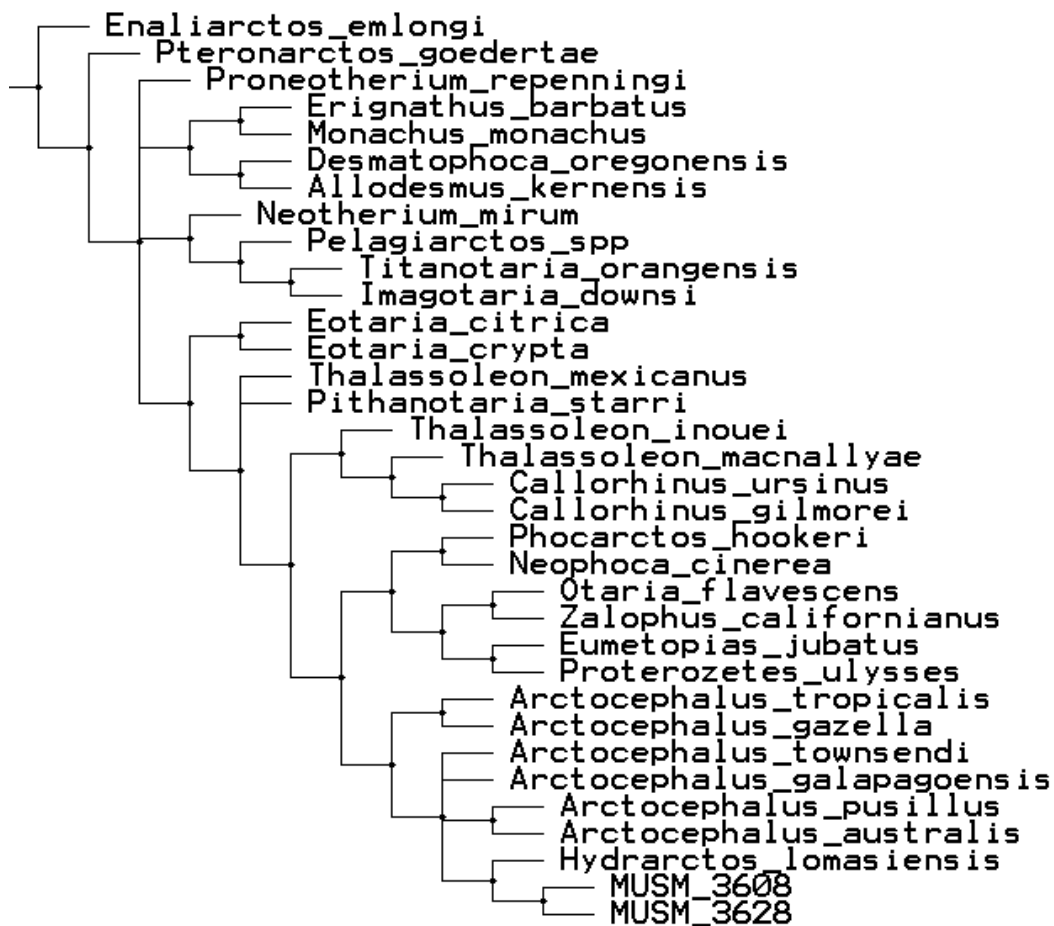 Enaliarctos_emlongi
Pteronarctos_goedertae
Proneotherium_repenningi
Erignathus_barbatus
Monachus_monachus
Desmatophoca_oregonensis
Allodesmus_kernensis
Neotherium_mirum
Pelagiarctos_spp
Titanotaria_orangensis
Imagotaria_downsi
Eotaria_citrica
Eotaria_crypta
Thalassoleon_mexicanus
Pithanotaria_starri
Thalassoleon_inouei
Thalassoleon_macnallyae
Callorhinus_ursinus
Callorhinus_gilmorei
Phocarctos_hookeri
Neophoca_cinerea
Otaria_flavescens
Zalophus_californianus
Eumetopias_jubatus
Proterozetes_ulysses
Arctocephalus_tropicalis
Arctocephalus_gazella
Arctocephalus_townsendi
Arctocephalus_galapagoensis
Arctocephalus_pusillus
Arctocephalus_australis
Hydrarctos_lomasiensis
MUSM_3608
MUSM_3628